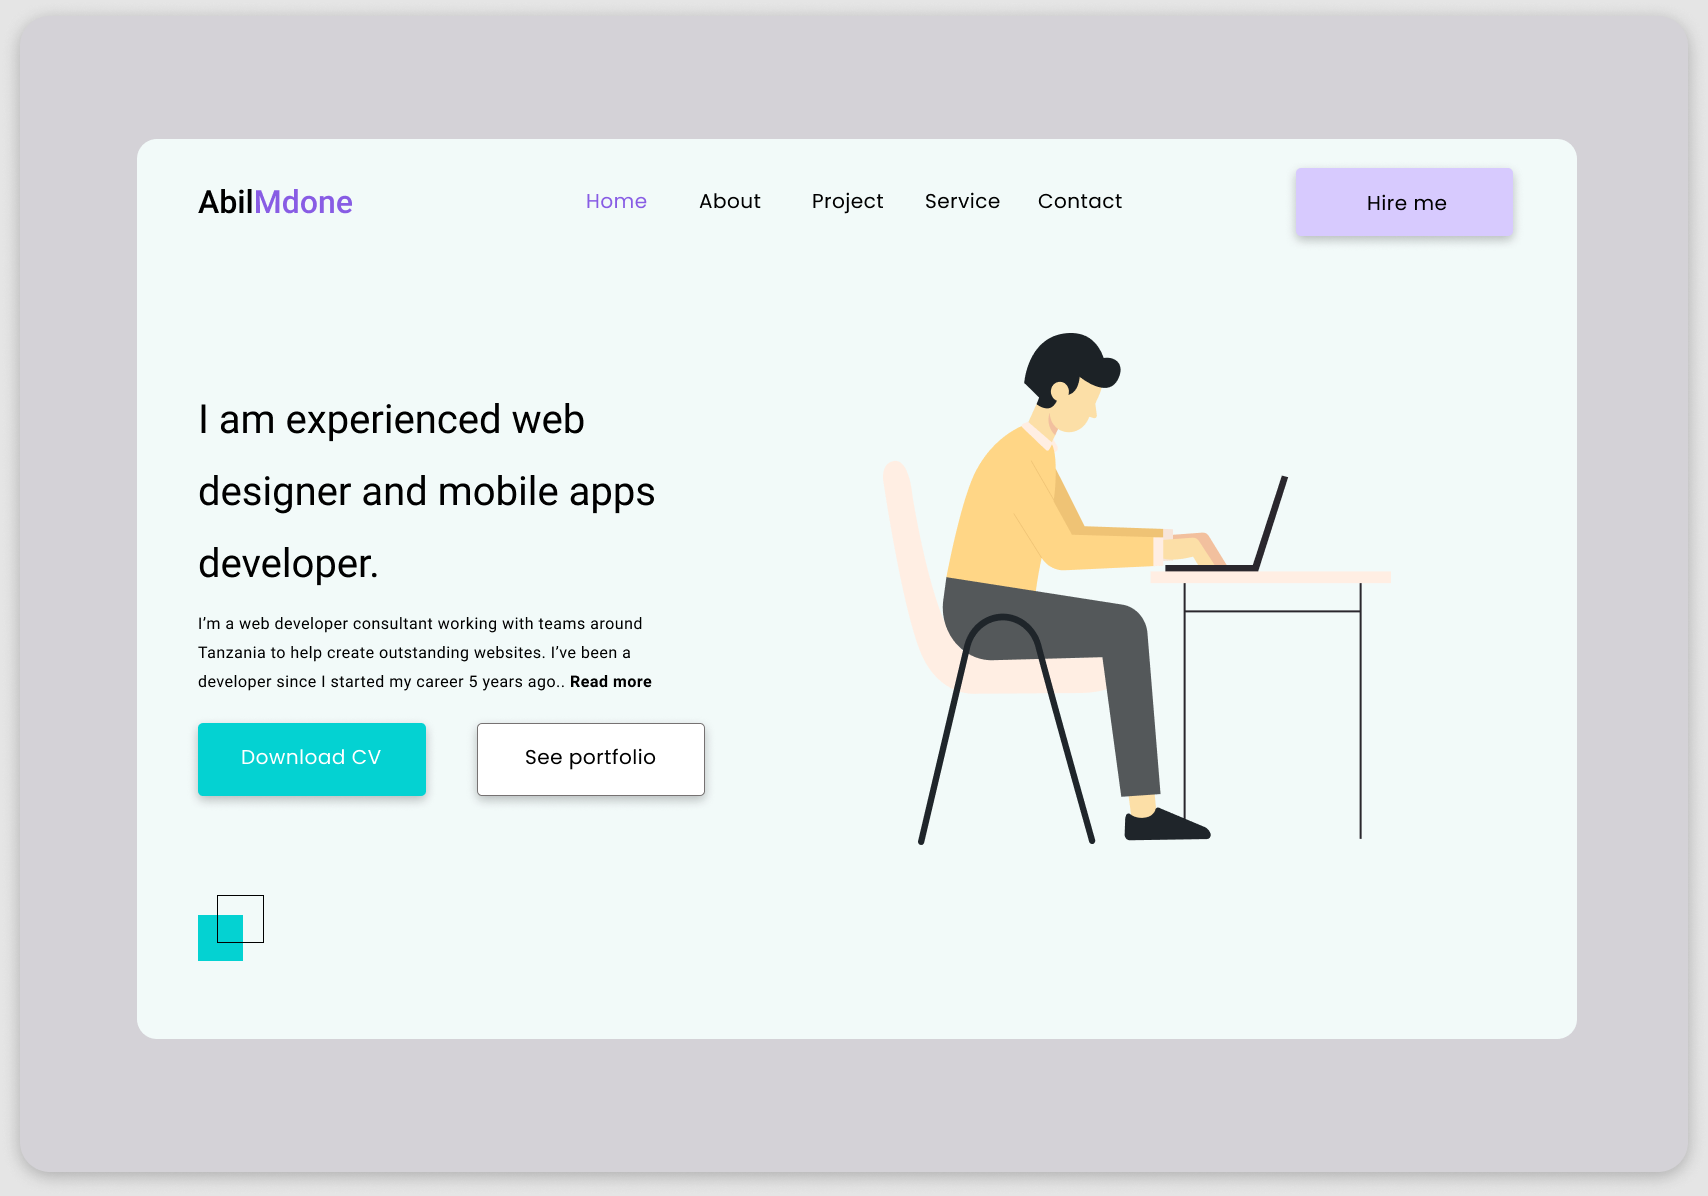 AbilMdone
Home About Project Service Contact
Hire me
I am experienced web
designer and mobile apps
developer.
I’m a web developer consultant working with teams around
Tanzania to help create outstanding websites. I’ve been a
developer since I started my career 5 years ago.. Read more
Download CV
See portfolio